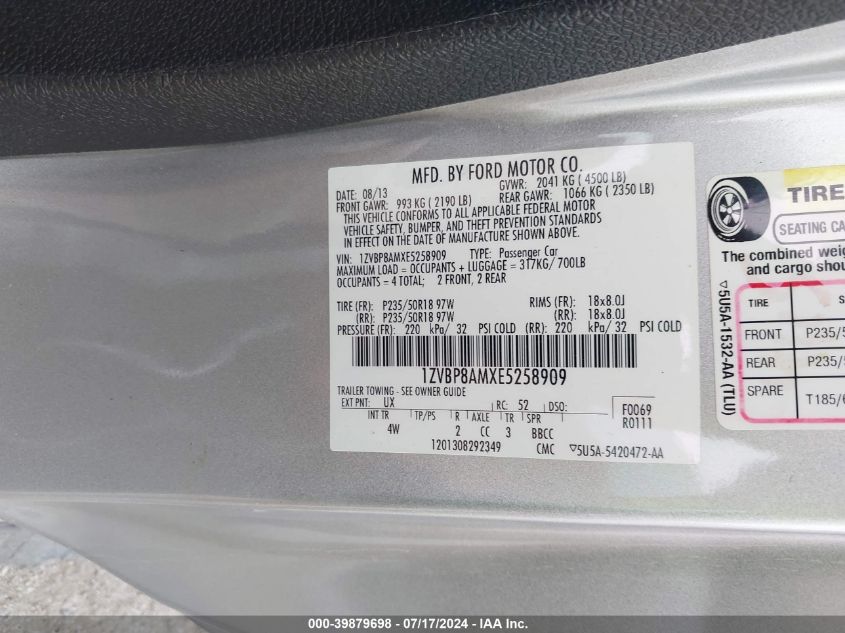 MFD. BY FORD MOTOR CO.
DATE: 08/13 GVWR: 2041 KG ( 4500 LB)
FRONT GAWR: 993 KG ( 2190 LB) REAR GAWR: 1066 KG ( 2350 LB)
THIS VEHICLE CONFORMS TO ALL APPLICABLE FEDERAL MOTOR
VEHICLE SAFETY, BUMPER, AND THEFT PREVENTION STANDARDS
IN EFFECT ON THE DATE OF MANUFACTURE SHOWN ABOVE.
VIN: 1ZVBP8AMXE5258909 TYPE: Passenger Car
MAXIMUM LOAD = OCCUPANTS + LUGGAGE = 317KG/700LB
OCCUPANTS = 4 TOTAL; 2 FRONT, 2 REAR
TIRE (FR): P235/50R18 97W RIMS (FR): 18x8.0J
(RR): P235/50R18 97W (RR): 18x8.0J
PRESSURE (FR): 220 kPa/ 32 PSI COLD (RR): 220 kPa/ 32 PSI COLD
1ZVBP8AMXE5258909
TRAILER TOWING - SEE OWNER GUIDE
EXT PNT: UX RC: 52 DSO: F0069
INT TR TP/PS R AXLE TR SPR R0111
4W 2 CC 3 BBCC
1201308292349 CMC ▽5U5A-5420472-AA
TIRE
SEATING CA
The combined weig
and cargo shou
TIRE S
FRONT P235/5
REAR P235/5
SPARE T185/6
▽5U5A-1532-AA (TLU)
000-39879698 - 07/17/2024 - IAA Inc.